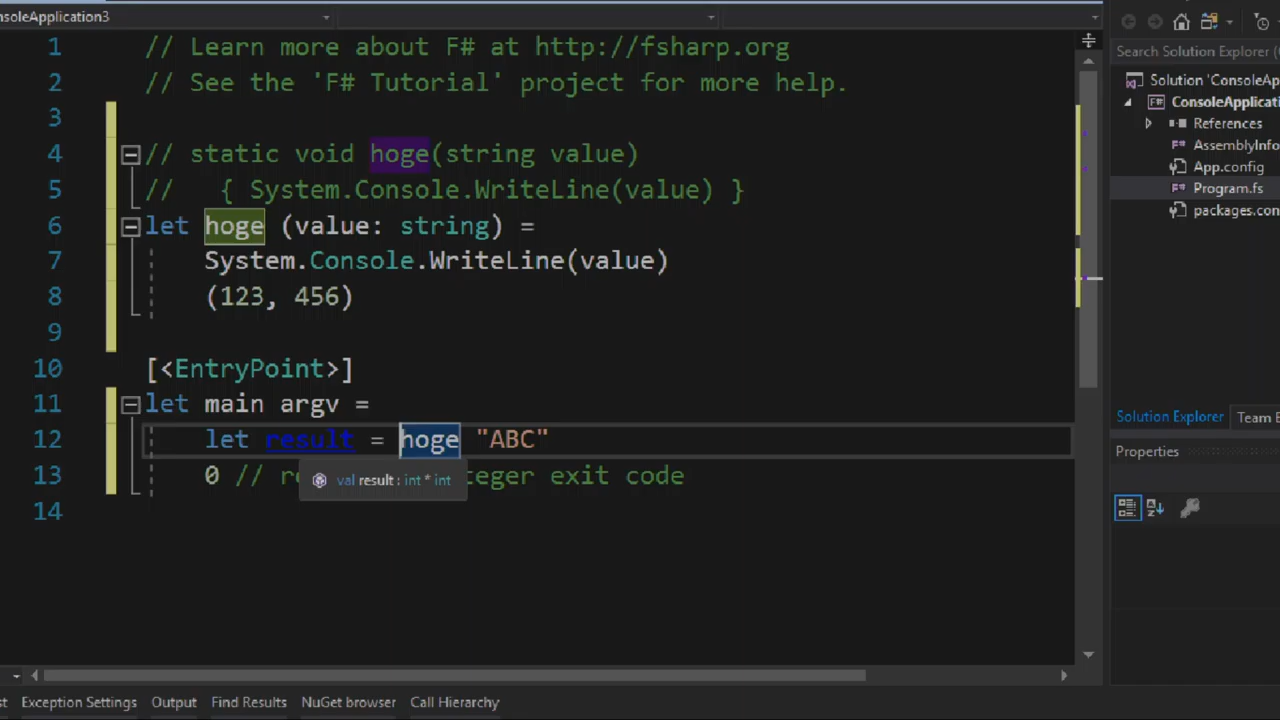 nsoleApplication3
1 // Learn more about F# at http://fsharp.org
2 // See the 'F# Tutorial' project for more help.
3
4 // static void hoge(string value)
5 //   { System.Console.WriteLine(value) }
6 let hoge (value: string) =
7     System.Console.WriteLine(value)
8     (123, 456)
9
10 [<EntryPoint>]
11 let main argv =
12     let result = hoge "ABC"
val result : int * int
13     0 // r teger exit code
14
Search Solution Explorer (
Solution 'ConsoleAp
ConsoleApplicati
References
AssemblyInfo
App.config
Program.fs
packages.con
Solution Explorer Team E
Properties
st Exception Settings Output Find Results NuGet browser Call Hierarchy